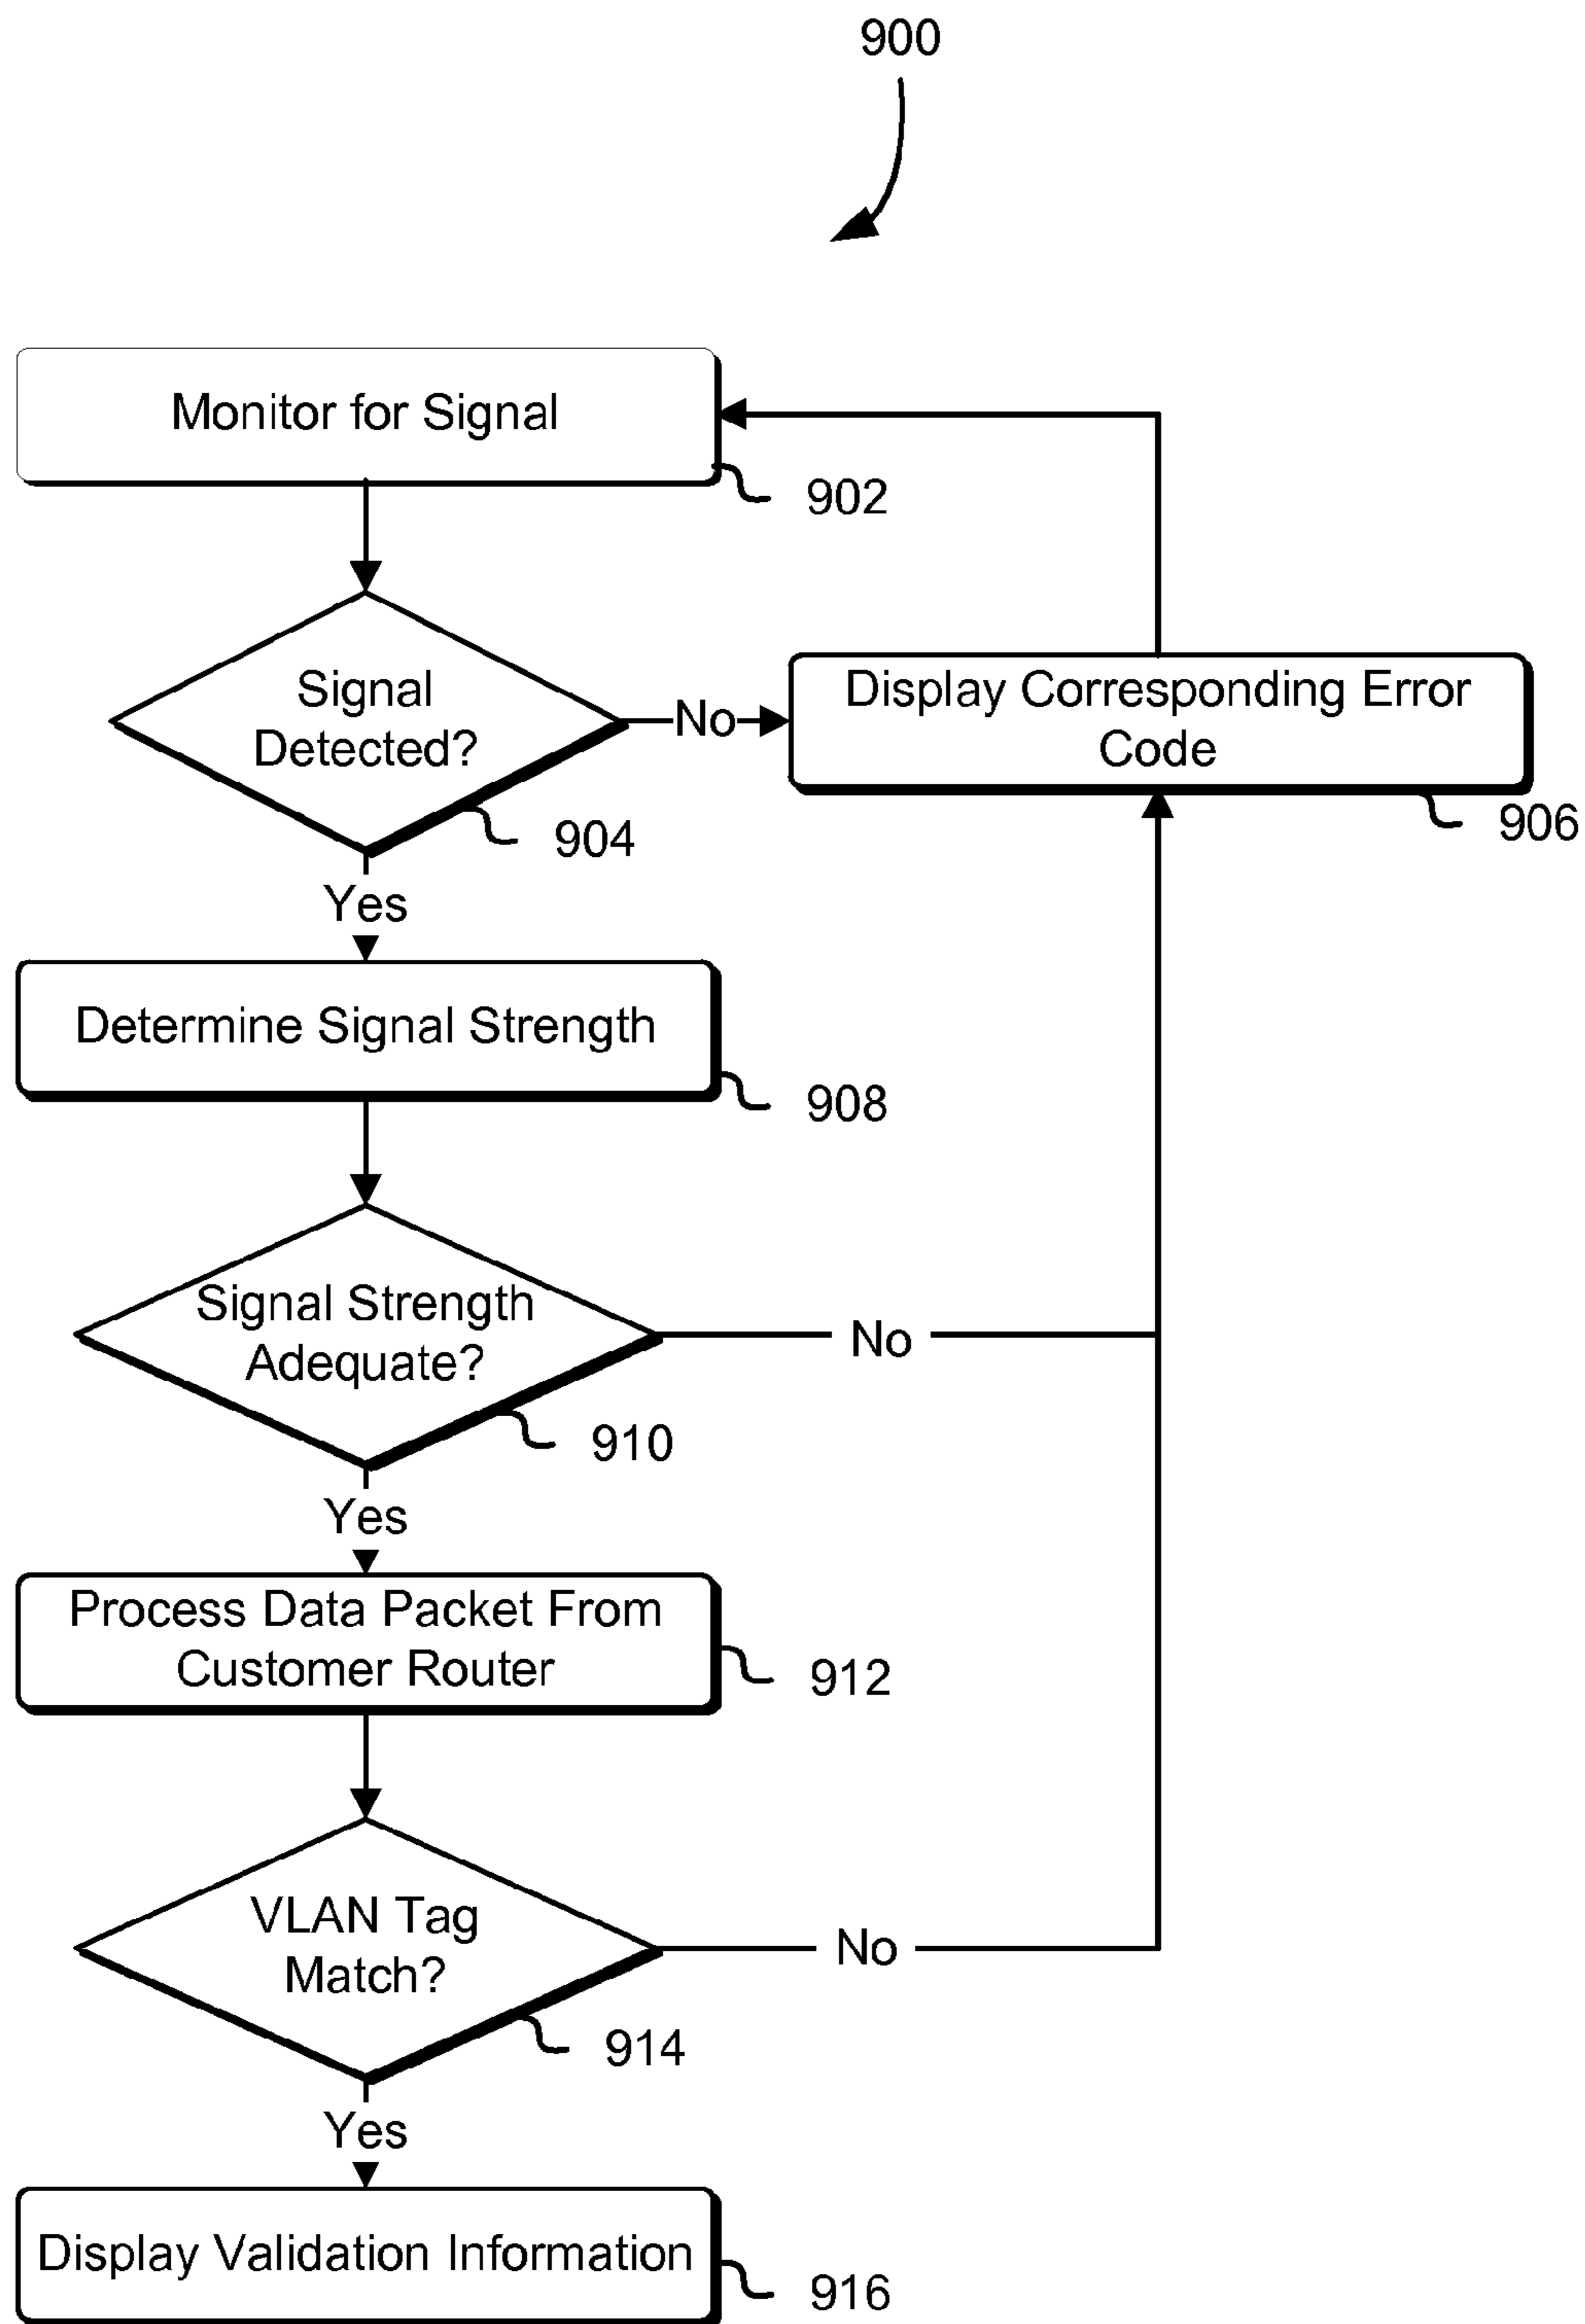 900
Monitor for Signal
902
Signal
Detected?
No
Display Corresponding Error
Code
904
906
Yes
Determine Signal Strength
908
Signal Strength
Adequate?
No
910
Yes
Process Data Packet From
Customer Router
912
VLAN Tag
Match?
No
914
Yes
Display Validation Information
916